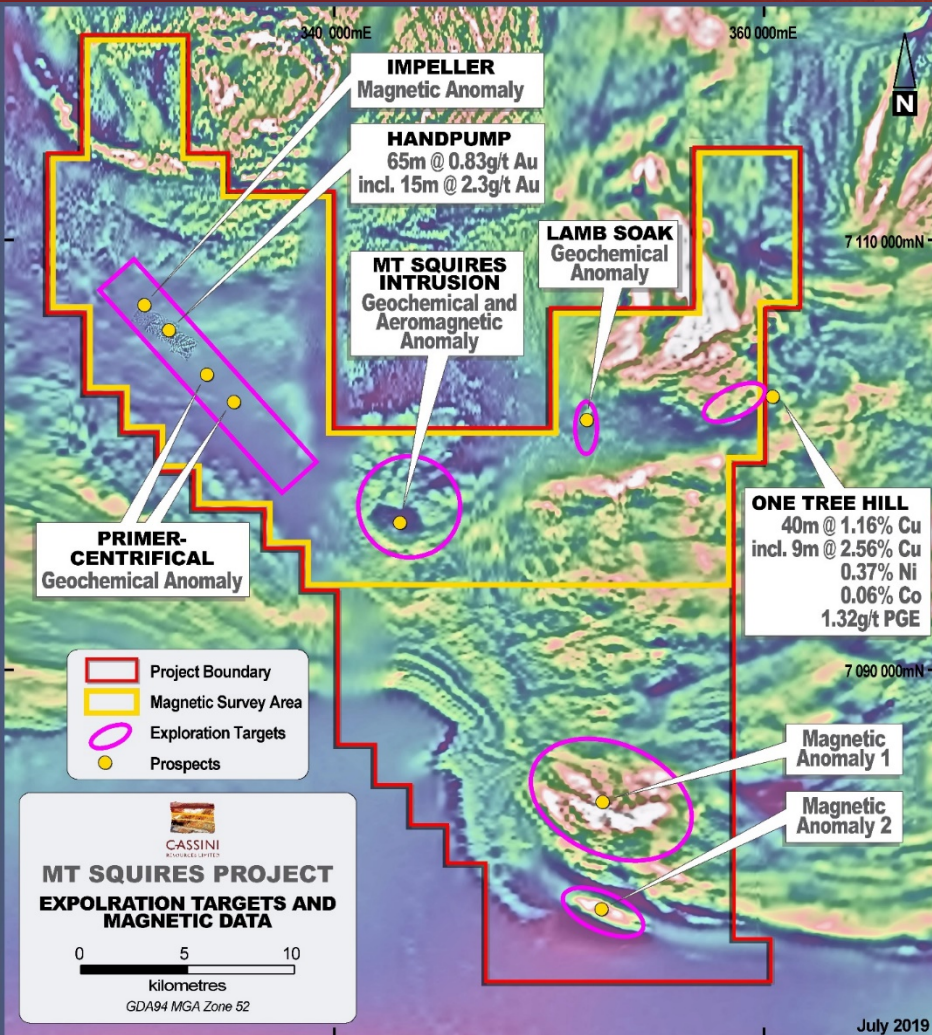 340 000mE
360 000mE
IMPELLER
Magnetic Anomaly
N
HANDPUMP
65m @ 0.83g/t Au
incl. 15m @ 2.3g/t Au
LAMB SOAK
Geochemical
Anomaly
7 110 000mN
MT SQUIRES
INTRUSION
Geochemical and
Aeromagnetic
Anomaly
PRIMER-
CENTRIFICAL
Geochemical Anomaly
ONE TREE HILL
40m @ 1.16% Cu
incl. 9m @ 2.56% Cu
0.37% Ni
0.06% Co
1.32g/t PGE
7 090 000mN
Project Boundary
Magnetic Survey Area
Exploration Targets
Prospects
Magnetic
Anomaly 1
Magnetic
Anomaly 2
CASSINI
RESOURCES LIMITED
MT SQUIRES PROJECT
EXPOLRATION TARGETS AND
MAGNETIC DATA
0 5 10
kilometres
GDA94 MGA Zone 52
July 2019